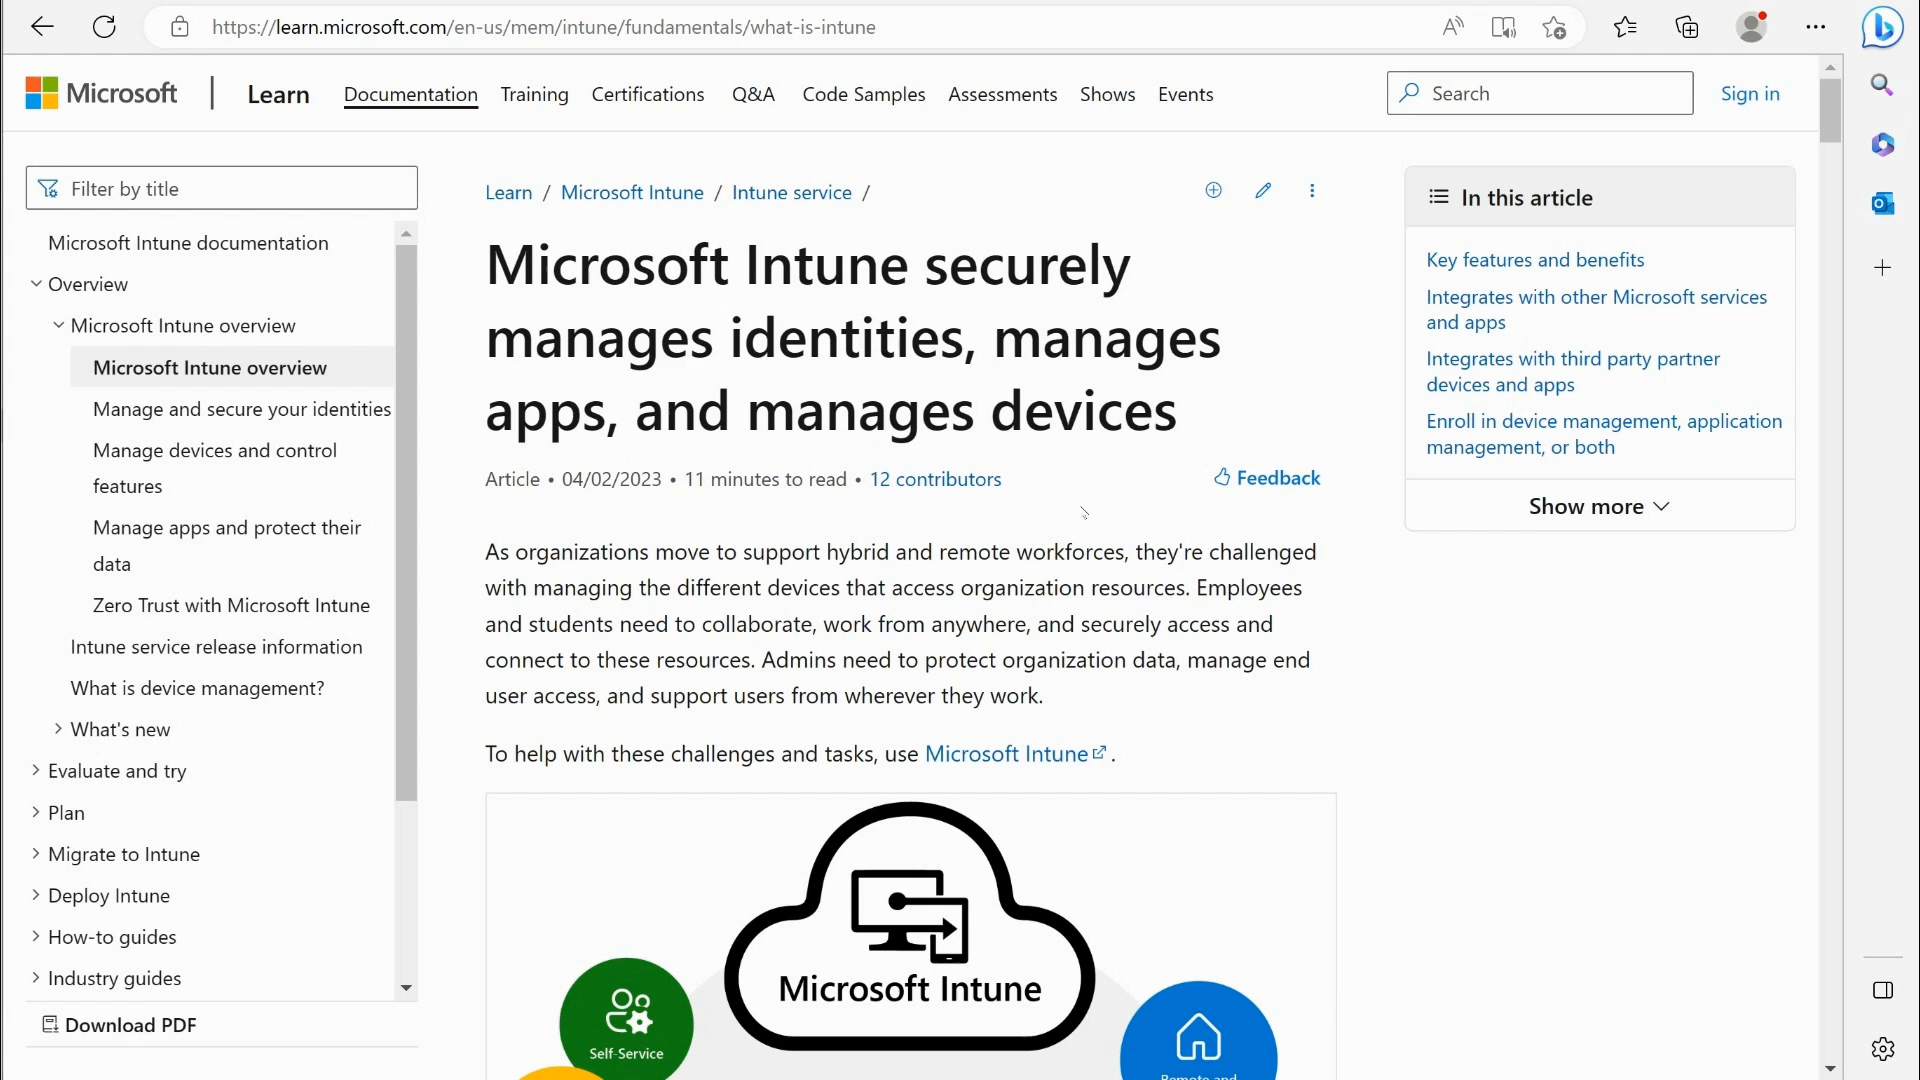 https://learn.microsoft.com/en-us/mem/intune/fundamentals/what-is-intune
Microsoft
Learn
Documentation
Training
Certifications
Q&A
Code Samples
Assessments
Shows
Events
Search
Sign in
Filter by title
Microsoft Intune documentation
Overview
Microsoft Intune overview
Microsoft Intune overview
Manage and secure your identities
Manage devices and control
features
Manage apps and protect their
data
Zero Trust with Microsoft Intune
Intune service release information
What is device management?
What's new
Evaluate and try
Plan
Migrate to Intune
Deploy Intune
How-to guides
Industry guides
Download PDF
Learn / Microsoft Intune / Intune service /
Microsoft Intune securely
manages identities, manages
apps, and manages devices
Article • 04/02/2023 • 11 minutes to read • 12 contributors
Feedback
As organizations move to support hybrid and remote workforces, they're challenged
with managing the different devices that access organization resources. Employees
and students need to collaborate, work from anywhere, and securely access and
connect to these resources. Admins need to protect organization data, manage end
user access, and support users from wherever they work.
To help with these challenges and tasks, use Microsoft Intune.
Microsoft Intune
Self-Service
Remote and
In this article
Key features and benefits
Integrates with other Microsoft services
and apps
Integrates with third party partner
devices and apps
Enroll in device management, application
management, or both
Show more